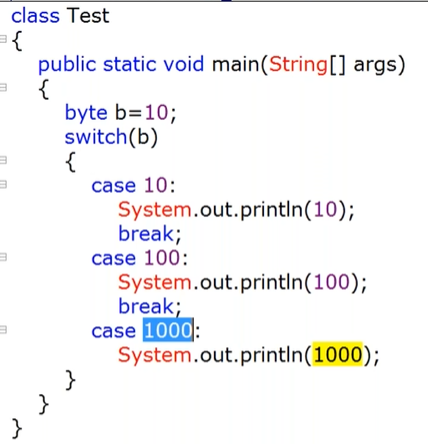 class Test
{
public static void main(String[] args)
{
byte b=10;
switch(b)
{
case 10:
System.out.println(10);
break;
case 100:
System.out.println(100);
break;
case 1000:
System.out.println(1000);
}
}
}